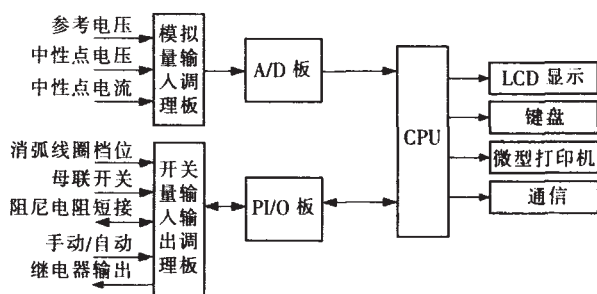 参考电压
中性点电压
中性点电流
模拟
量输
入调
理板
A/D 板
消弧线圈档位
母联开关
阻尼电阻短接
手动/自动
继电器输出
开关
量输
入输
出调
理板
PI/O 板
CPU
LCD 显示
键盘
微型打印机
通信